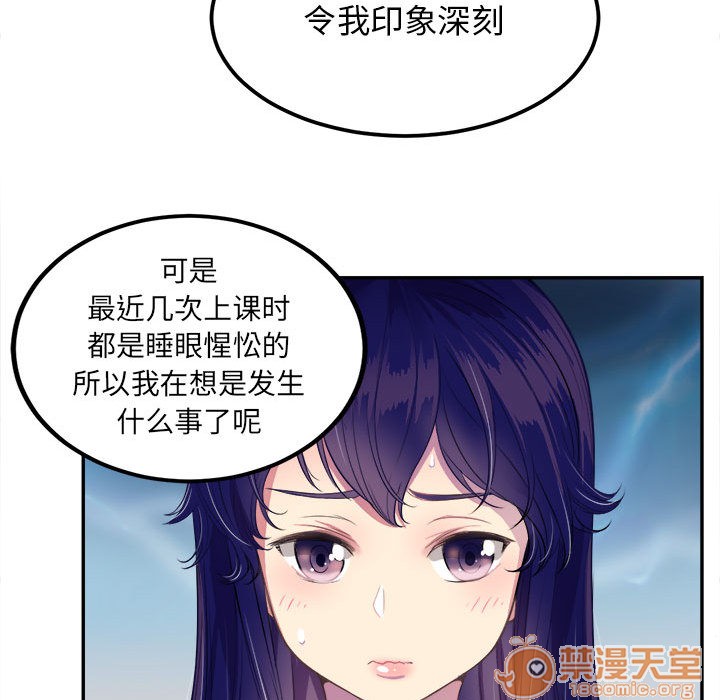 令我印象深刻
可是
最近几次上课时
都是睡眼惺忪的
所以我在想是发生
什么事了呢
禁漫天堂
18comic.org